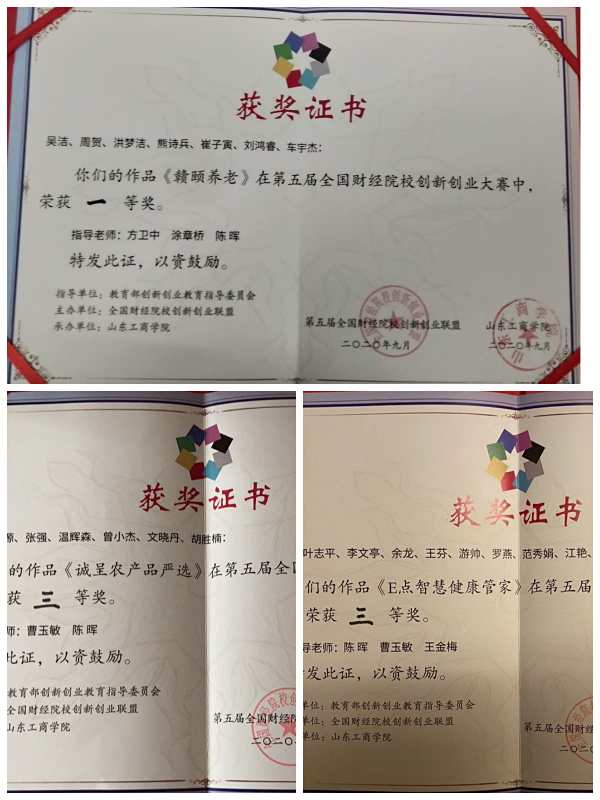 获奖证书
吴洁、周贺、洪梦洁、熊诗兵、崔子寅、刘鸿睿、车宇杰：
你们的作品《赣颐养老》在第五届全国财经院校创新创业大赛中，
荣获 一 等奖。
指导老师：方卫中 涂章桥 陈晖
特发此证，以资鼓励。
指导单位：教育部创新创业教育指导委员会
主办单位：全国财经院校创新创业联盟
承办单位：山东工商学院
第五届全国财经院校创新创业联盟
二〇二〇年九月
山东工商学院
二〇二〇年九月
获奖证书
张强、温辉森、曾小杰、文晓丹、胡胜楠：
的作品《诚呈农产品严选》在第五届全国
获 三 等奖。
师：曹玉敏 陈晖
此证，以资鼓励。
教育部创新创业教育指导委员会
全国财经院校创新创业联盟
山东工商学院
第五届全国财经院
二〇二〇
获奖证书
叶志平、李文亭、余龙、王芬、游帅、罗燕、范秀娟、江艳、
们的作品《E点智慧健康管家》在第五届
荣获 三 等奖。
导老师：陈晖 曹玉敏 王金梅
发此证，以资鼓励。
单位：教育部创新创业教育指导委员会
单位：全国财经院校创新创业联盟
单位：山东工商学院
第五届全国财
二〇二〇